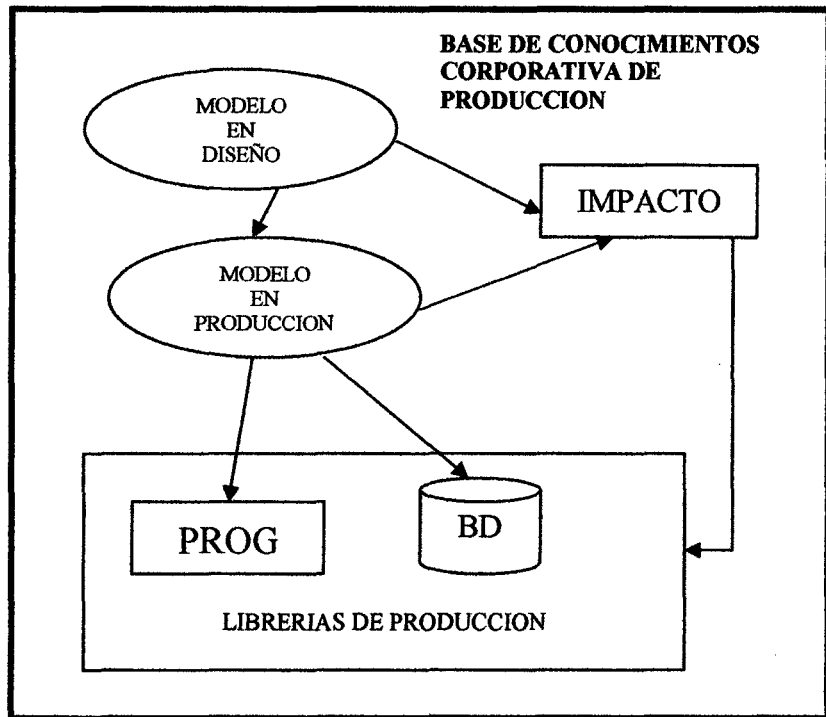 BASE DE CONOCIMIENTOS
CORPORATIVA DE
PRODUCCION
MODELO
EN
DISEÑO
IMPACTO
MODELO
EN
PRODUCCION
PROG
BD
LIBRERIAS DE PRODUCCION